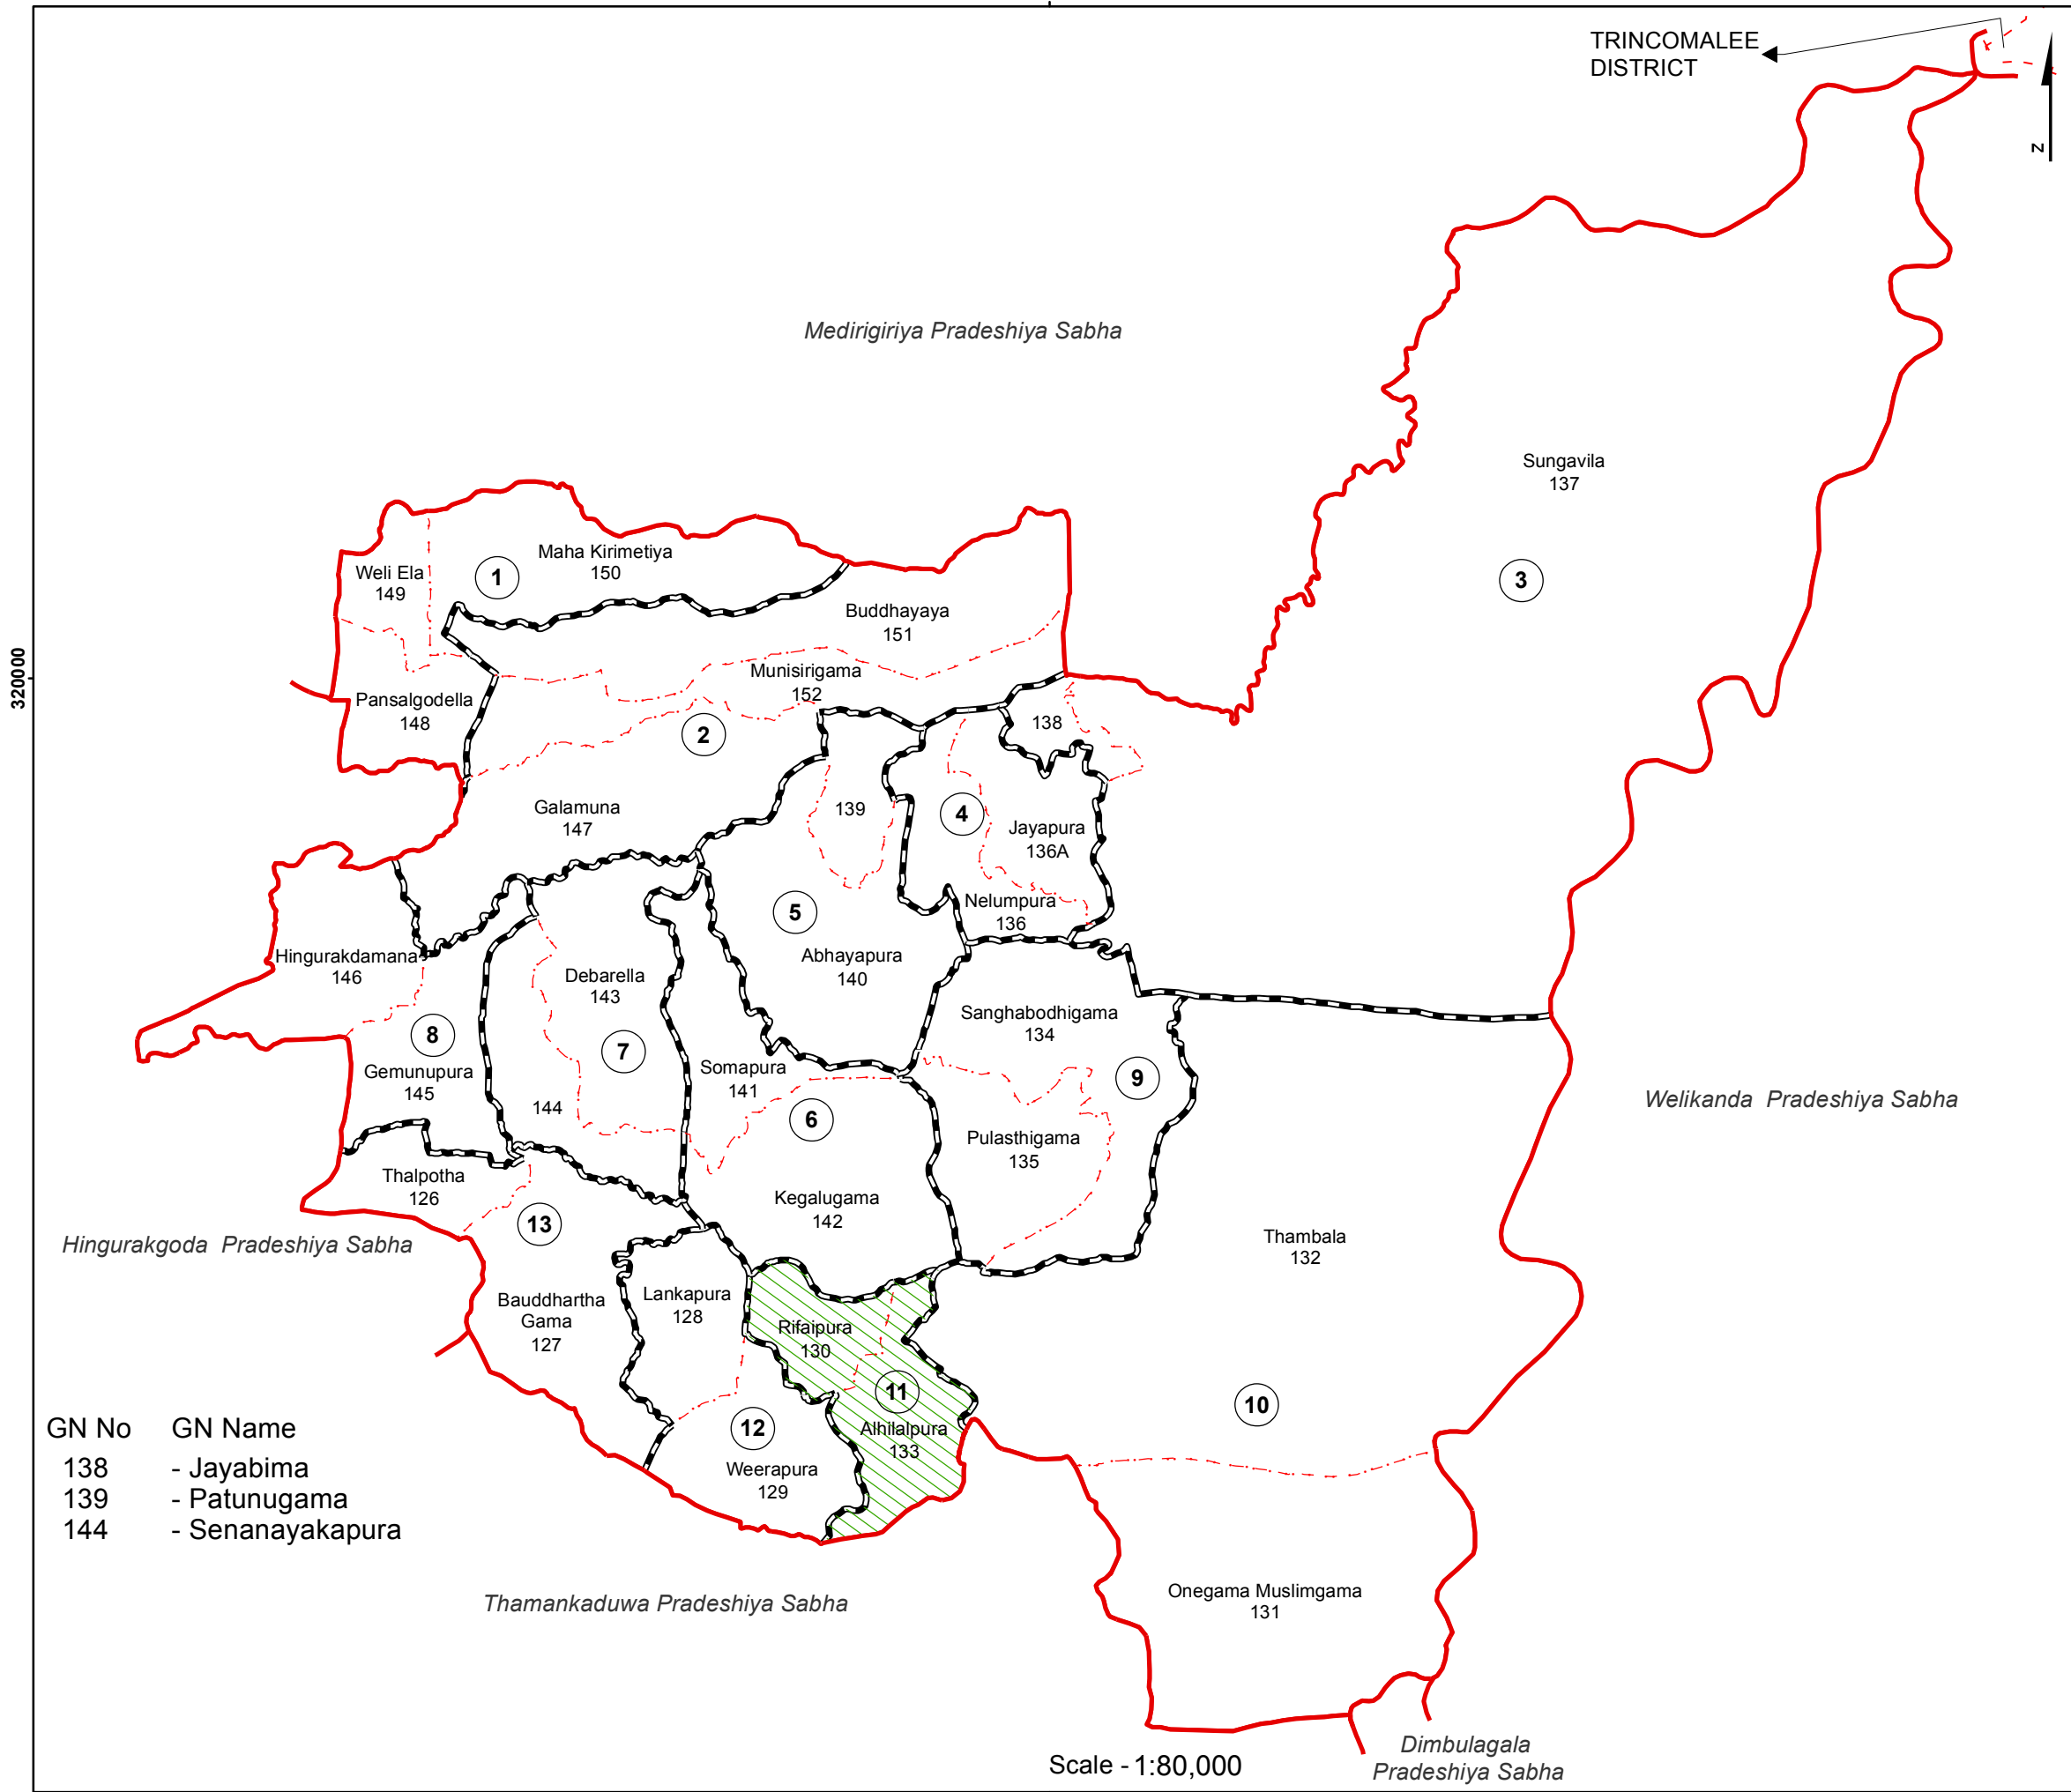 TRINCOMALEE
DISTRICT
N
Medirigiriya Pradeshiya Sabha
Sungavila
137
3
Maha Kirimetiya
150
1
Weli Ela
149
Buddhayaya
151
320000
Munisirigama
152
Pansalgodella
148
2
138
Galamuna
147
139
4
Jayapura
136A
5
Nelumpura
136
Hingurakdamana
146
Abhayapura
140
Debarella
143
Sanghabodhigama
134
8
7
Gemunupura
145
Somapura
141
9
144
6
Welikanda Pradeshiya Sabha
Pulasthigama
135
Thalpotha
126
Kegalugama
142
13
Hingurakgoda Pradeshiya Sabha
Thambala
132
Lankapura
128
Bauddhartha
Gama
127
Rifaipura
130
11
10
12
Alhilalpura
133
Weerapura
129
GN No GN Name
138 - Jayabima
139 - Patunugama
144 - Senanayakapura
Thamankaduwa Pradeshiya Sabha
Onegama Muslimgama
131
Dimbulagala
Pradeshiya Sabha
Scale - 1:80,000